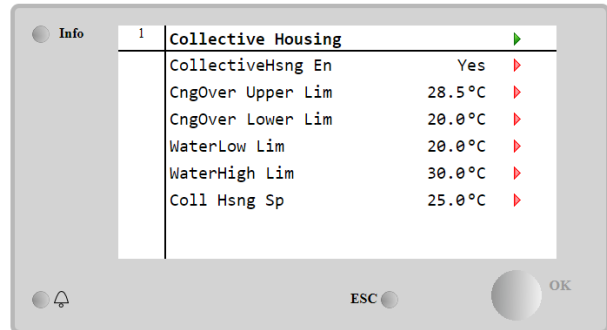 Info
1 Collective Housing
CollectiveHsng En Yes
CngOver Upper Lim 28.5°C
CngOver Lower Lim 20.0°C
WaterLow Lim 20.0°C
WaterHigh Lim 30.0°C
Coll Hsng Sp 25.0°C
ESC OK